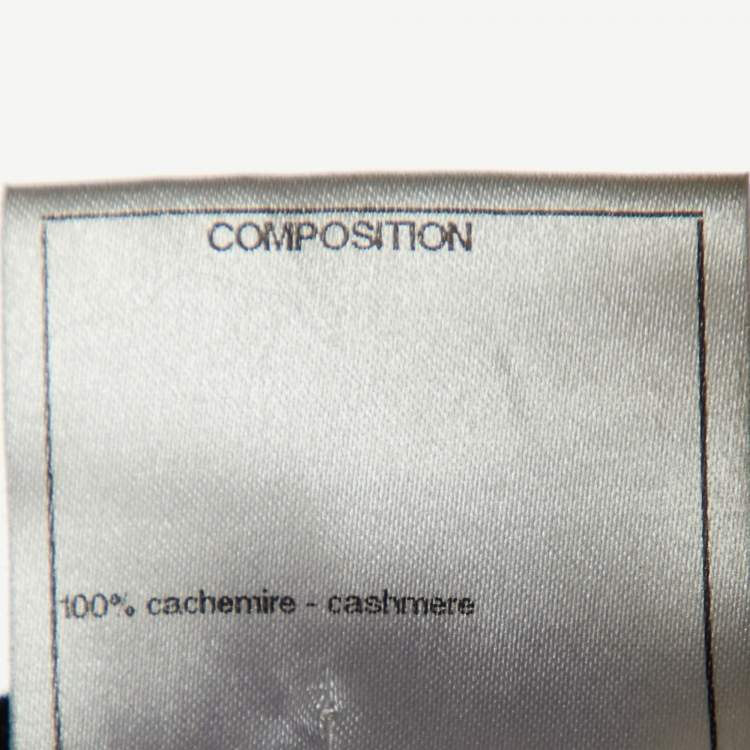 COMPOSITION
100% cachemire - cashmere